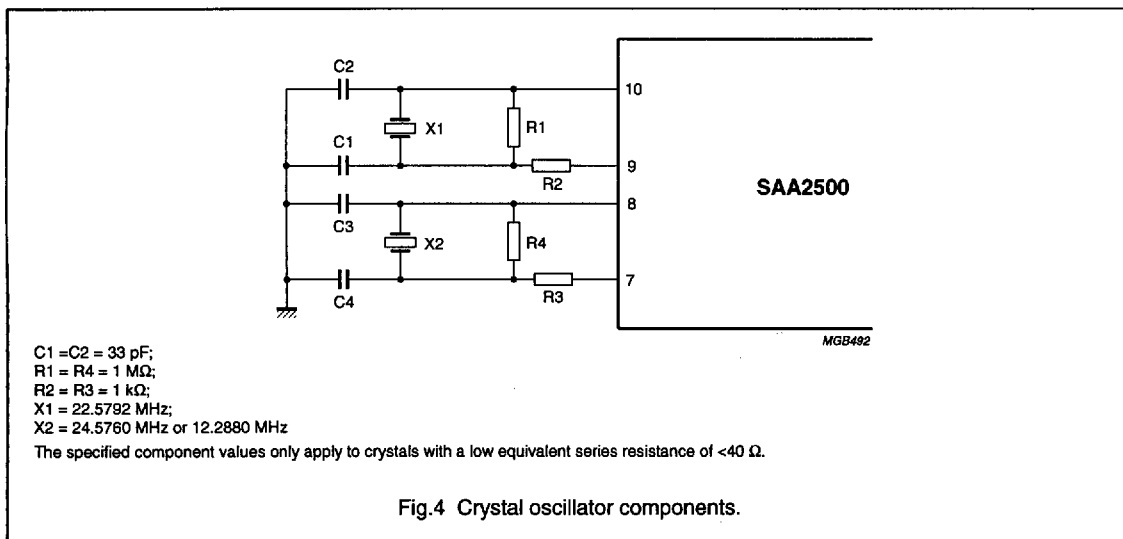 C2
10
X1
R1
C1
9
R2
SAA2500
8
C3
X2
R4
7
R3
C4
MGB492
C1 =C2 = 33 pF;
R1 = R4 = 1 MΩ;
R2 = R3 = 1 kΩ;
X1 = 22.5792 MHz;
X2 = 24.5760 MHz or 12.2880 MHz
The specified component values only apply to crystals with a low equivalent series resistance of <40 Ω.
Fig.4 Crystal oscillator components.